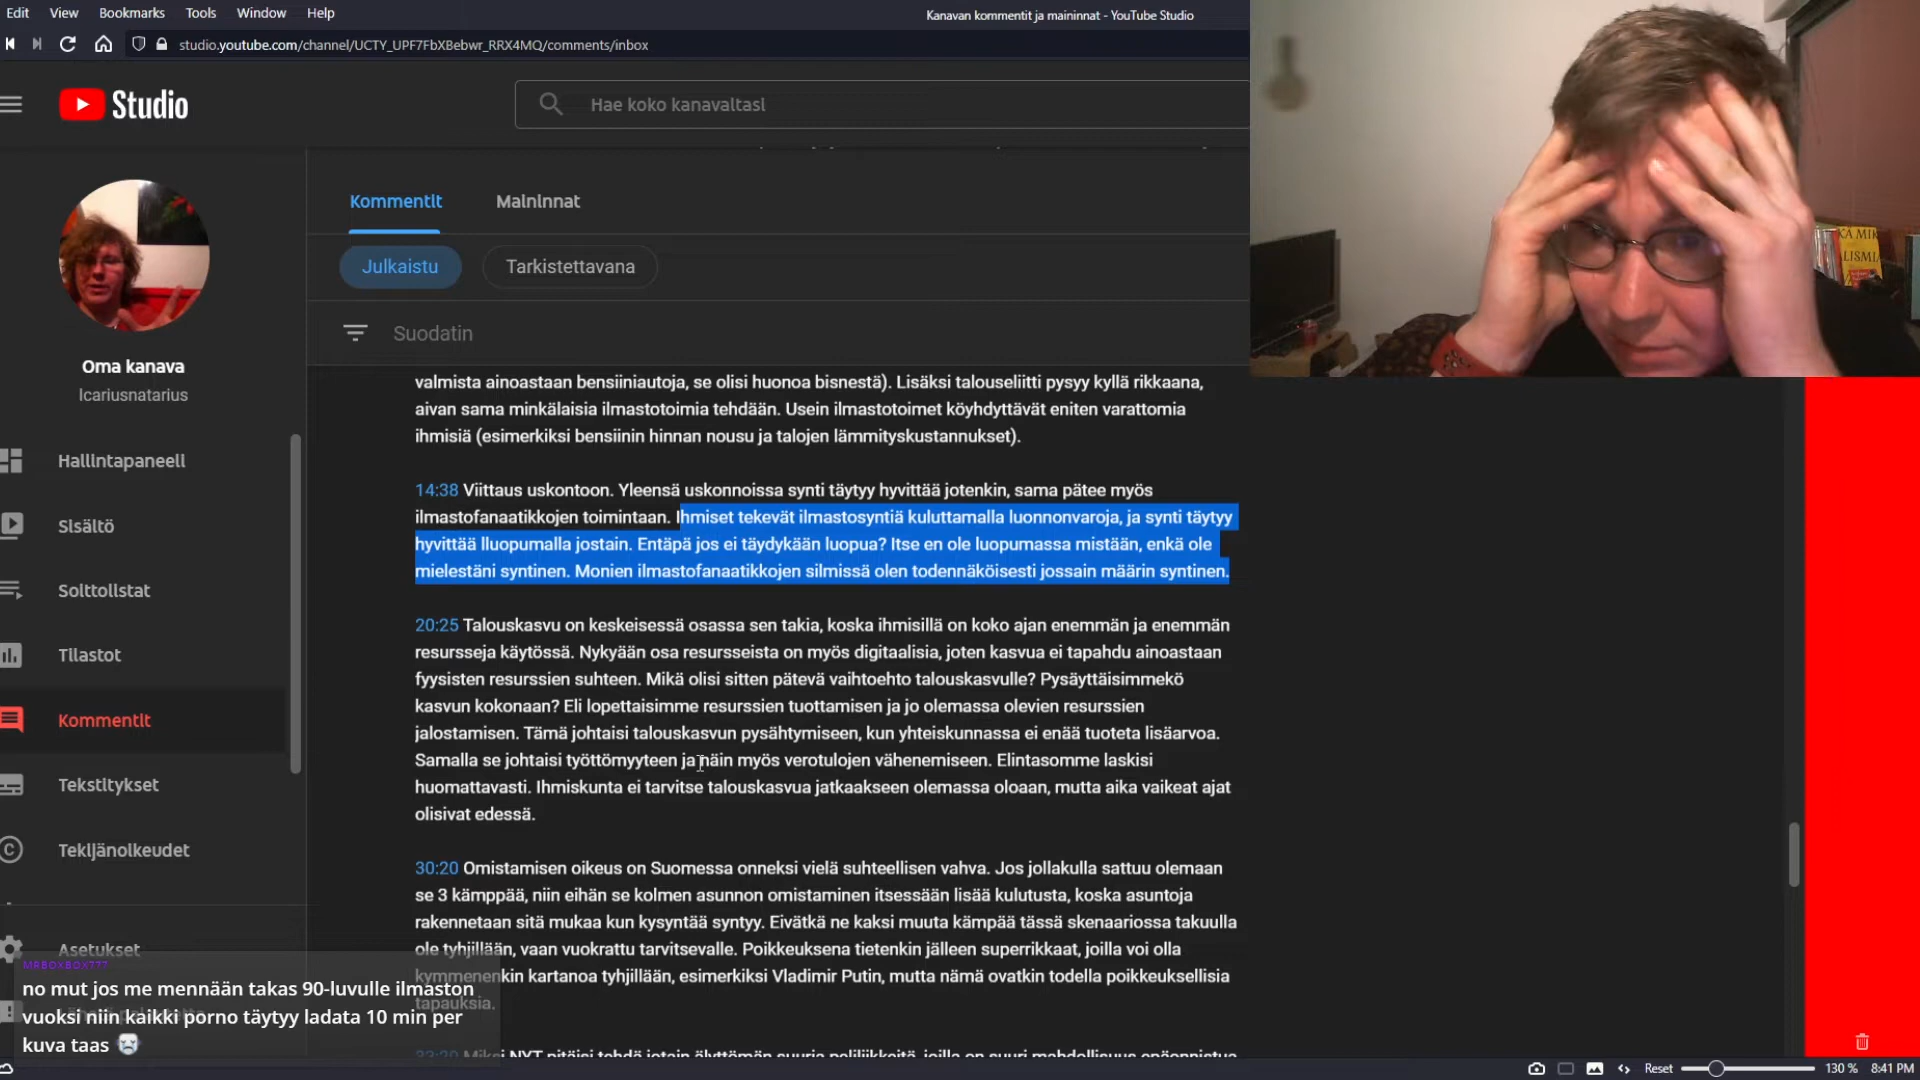 Edit View Bookmarks Tools Window Help
Kanavan kommentit ja maininnat - YouTube Studio
studio.youtube.com/channel/UCTY_UPF7FbXBebwr_RRX4MQ/comments/inbox
Studio
Hae koko kanavaltasi
Kommentit Maininnat
Julkaistu Tarkistettavana
Suodatin
Oma kanava
Icariusnatarius
Hallintapaneeli
Sisältö
Soittolistat
Tilastot
Kommentit
Tekstitykset
Tekijänoikeudet
Asetukset
valmista ainoastaan bensiiniautoja, se olisi huonoa bisnestä). Lisäksi talouseliitti pysyy kyllä rikkaana,
aivan sama minkälaisia ilmastotoimia tehdään. Usein ilmastotoimet köyhdyttävät eniten varattomia
ihmisiä (esimerkiksi bensiinin hinnan nousu ja talojen lämmityskustannukset).
14:38 Viittaus uskontoon. Yleensä uskonnoissa synti täytyy hyvittää jotenkin, sama pätee myös
ilmastofanaatikkojen toimintaan. Ihmiset tekevät ilmastosyntiä kuluttamalla luonnonvaroja, ja synti täytyy
hyvittää lluopumalla jostain. Entäpä jos ei täydykään luopua? Itse en ole luopumassa mistään, enkä ole
mielestäni syntinen. Monien ilmastofanaatikkojen silmissä olen todennäköisesti jossain määrin syntinen.
20:25 Talouskasvu on keskeisessä osassa sen takia, koska ihmisillä on koko ajan enemmän ja enemmän
resursseja käytössä. Nykyään osa resursseista on myös digitaalisia, joten kasvua ei tapahdu ainoastaan
fyysisten resurssien suhteen. Mikä olisi sitten pätevä vaihtoehto talouskasvulle? Pysäyttäisimmekö
kasvun kokonaan? Eli lopettaisimme resurssien tuottamisen ja jo olemassa olevien resurssien
jalostamisen. Tämä johtaisi talouskasvun pysähtymiseen, kun yhteiskunnassa ei enää tuoteta lisäarvoa.
Samalla se johtaisi työttömyyteen ja näin myös verotulojen vähenemiseen. Elintasomme laskisi
huomattavasti. Ihmiskunta ei tarvitse talouskasvua jatkaakseen olemassa oloaan, mutta aika vaikeat ajat
olisivat edessä.
30:20 Omistamisen oikeus on Suomessa onneksi vielä suhteellisen vahva. Jos jollakulla sattuu olemaan
se 3 kämppää, niin eihän se kolmen asunnon omistaminen itsessään lisää kulutusta, koska asuntoja
rakennetaan sitä mukaa kun kysyntää syntyy. Eivätkä ne kaksi muuta kämppää tässä skenaariossa takuulla
ole tyhjillään, vaan vuokrattu tarvitsevalle. Poikkeuksena tietenkin jälleen superrikkaat, joilla voi olla
kymmenenkin kartanoa tyhjillään, esimerkiksi Vladimir Putin, mutta nämä ovatkin todella poikkeuksellisia
tapauksia.
MRBOXBOX777
no mut jos me mennään takas 90-luvulle ilmaston
vuoksi niin kaikki porno täytyy ladata 10 min per
kuva taas
Reset 130 % 8:41 PM